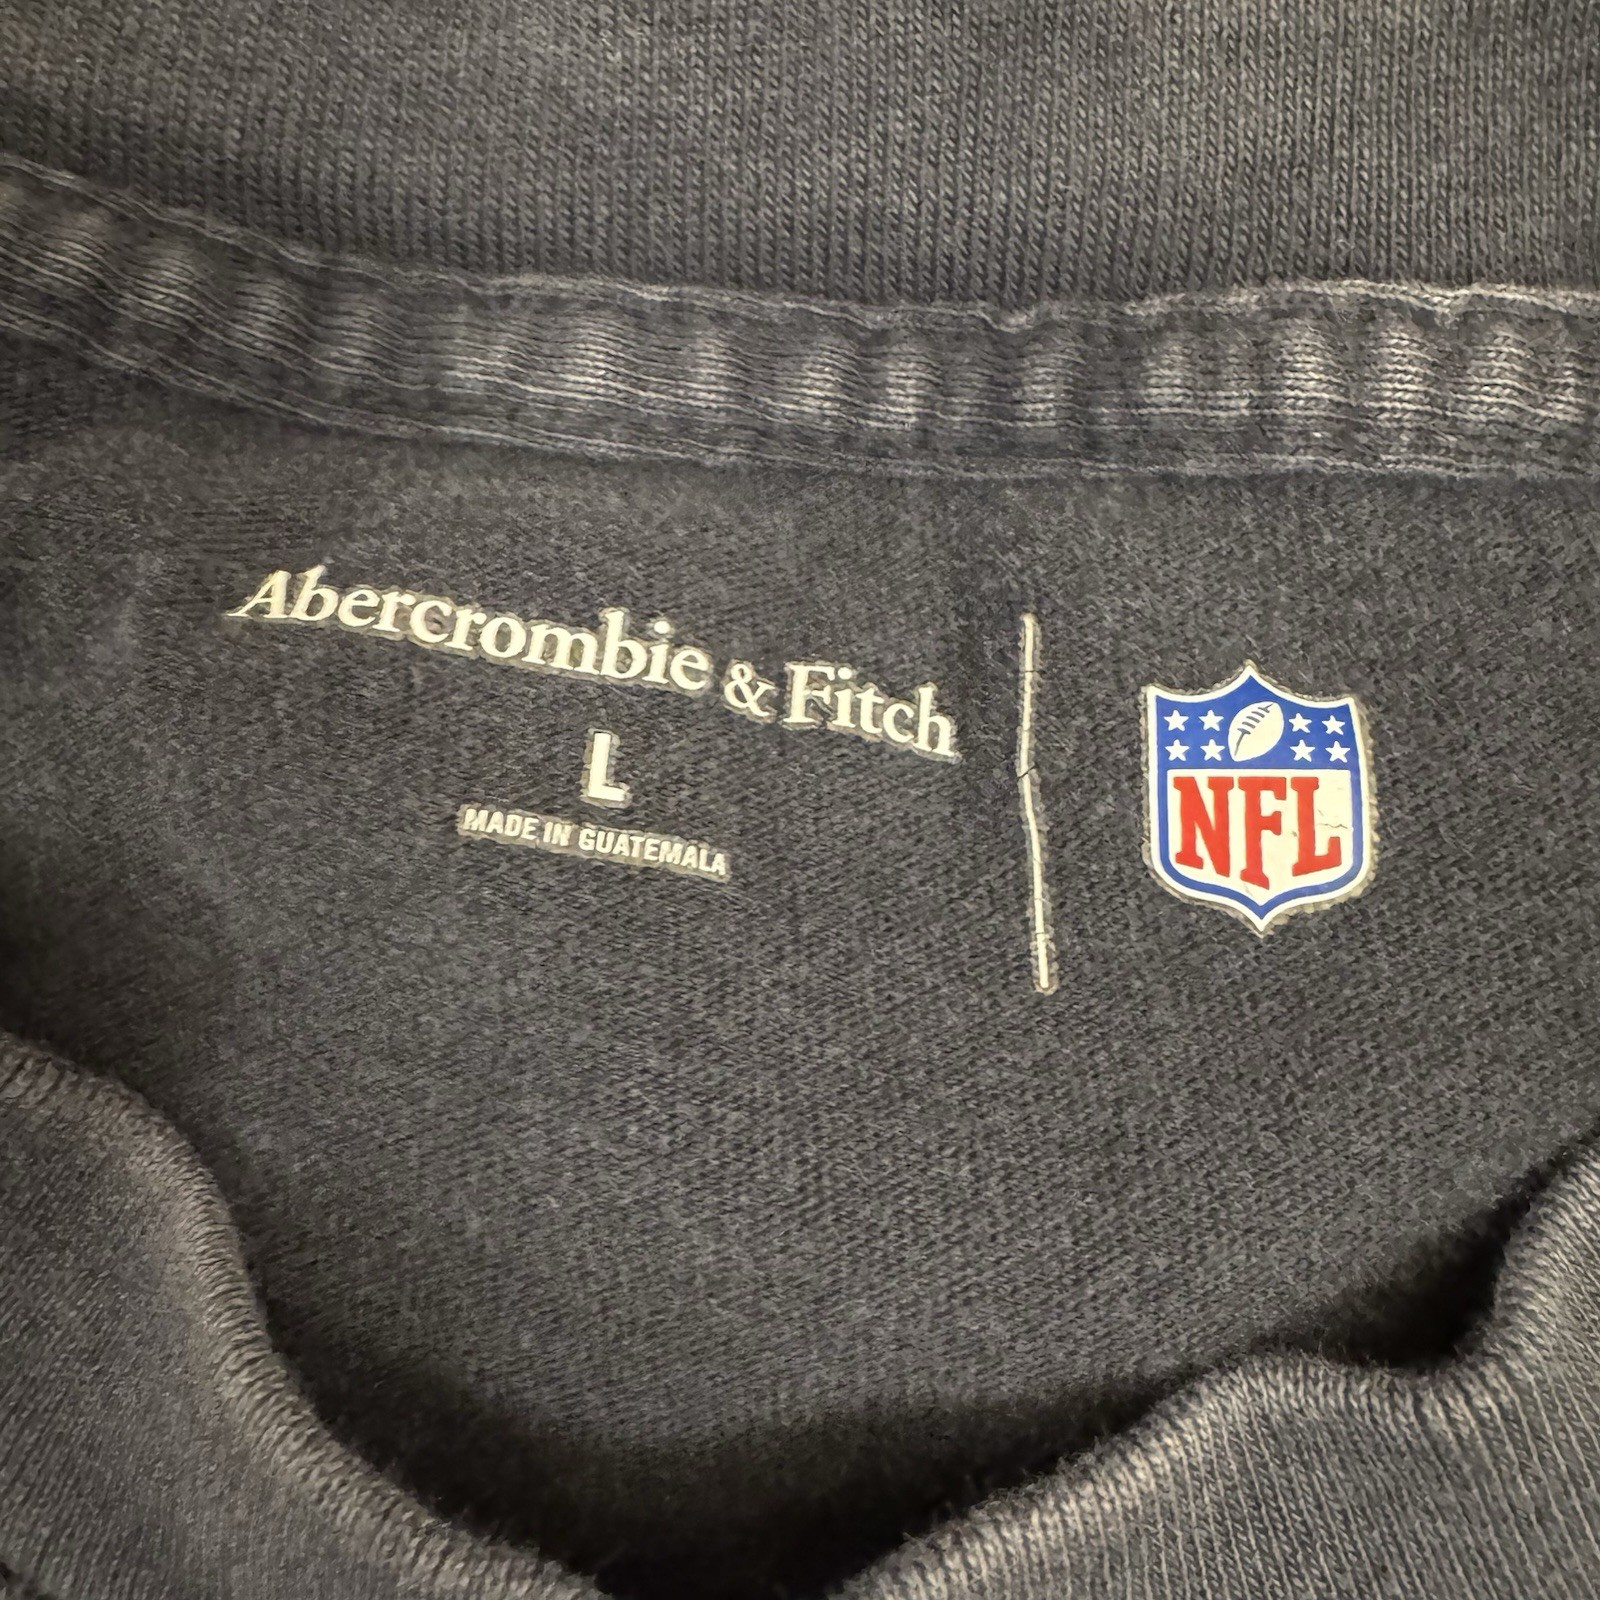 Abercrombie & Fitch
L
MADE IN GUATEMALA
NFL